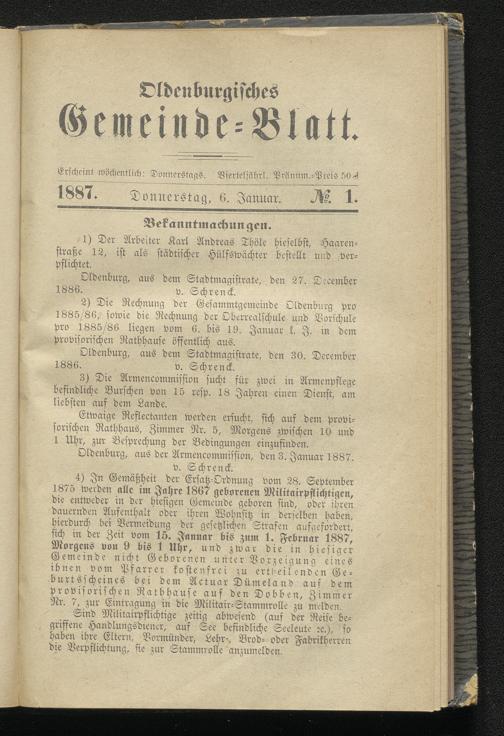 Oldenburgisches
Gemeinde-Blatt.
Erscheint wöchentlich: Donnerstags. Vierteljährl. Pränum.-Preis 50 ₰
1887. Donnerstag, 6. Januar. № 1.
Bekanntmachungen.
1) Der Arbeiter Karl Andreas Thöle hieselbst, Haaren-
straße 12, ist als städtischer Hülfswächter bestellt und ver-
pflichtet.
Oldenburg, aus dem Stadtmagistrate, den 27. December
1886. v. Schrenck.
2) Die Rechnung der Gesammtgemeinde Oldenburg pro
1885/86, sowie die Rechnung der Oberrealschule und Vorschule
pro 1885/86 liegen vom 6. bis 19. Januar k. J. in dem
provisorischen Rathhause öffentlich aus.
Oldenburg, aus dem Stadtmagistrate, den 30. December
1886. v. Schrenck.
3) Die Armencommission sucht für zwei in Armenpflege
befindliche Burschen von 15 resp. 18 Jahren einen Dienst, am
liebsten auf dem Lande.
Etwaige Reflectanten werden ersucht, sich auf dem provi-
sorischen Rathhaus, Zimmer Nr. 5, Morgens zwischen 10 und
1 Uhr, zur Besprechung der Bedingungen einzufinden.
Oldenburg, aus der Armencommission, den 3. Januar 1887.
v. Schrenck.
4) In Gemäßheit der Ersatz-Ordnung vom 28. September
1875 werden alle im Jahre 1867 geborenen Militairpflichtigen,
die entweder in der hiesigen Gemeinde geboren sind, oder ihren
dauernden Aufenthalt oder ihren Wohnsitz in derselben haben,
hierdurch bei Vermeidung der gesetzlichen Strafen aufgefordert,
sich in der Zeit vom 15. Januar bis zum 1. Februar 1887,
Morgens von 9 bis 1 Uhr, und zwar die in hiesiger
Gemeinde nicht Geborenen unter Vorzeigung eines
ihnen vom Pfarrer kostenfrei zu ertheilenden Ge-
burtsscheines bei dem Actuar Dümeland auf dem
provisorischen Rathhause auf den Dobben, Zimmer
Nr. 7, zur Eintragung in die Militair-Stammrolle zu melden.
Sind Militairpflichtige zeitig abwesend (auf der Reise be-
griffene Handlungsdiener, auf See befindliche Seeleute ꝛc.), so
haben ihre Eltern, Vormünder, Lehr-, Brod- oder Fabrikherren
die Verpflichtung, sie zur Stammrolle anzumelden.